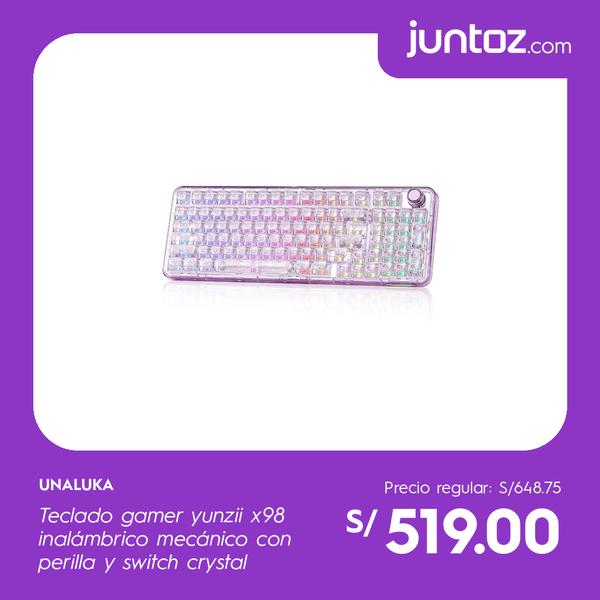 juntoz.com
UNALUKA
Teclado gamer yunzii x98
inalámbrico mecánico con
perilla y switch crystal
Precio regular: S/648.75
S/ 519.00